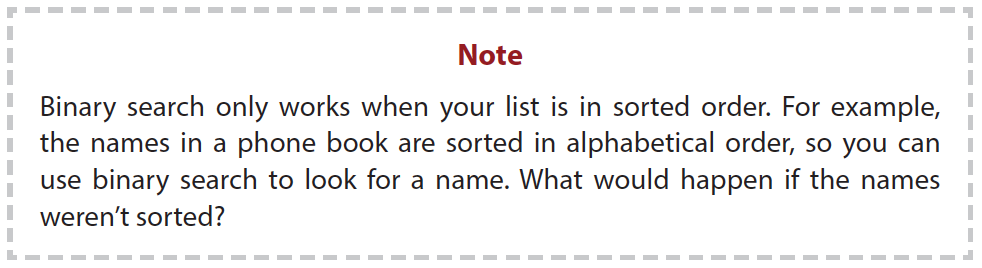 Note
Binary search only works when your list is in sorted order. For example,
the names in a phone book are sorted in alphabetical order, so you can
use binary search to look for a name. What would happen if the names
weren’t sorted?